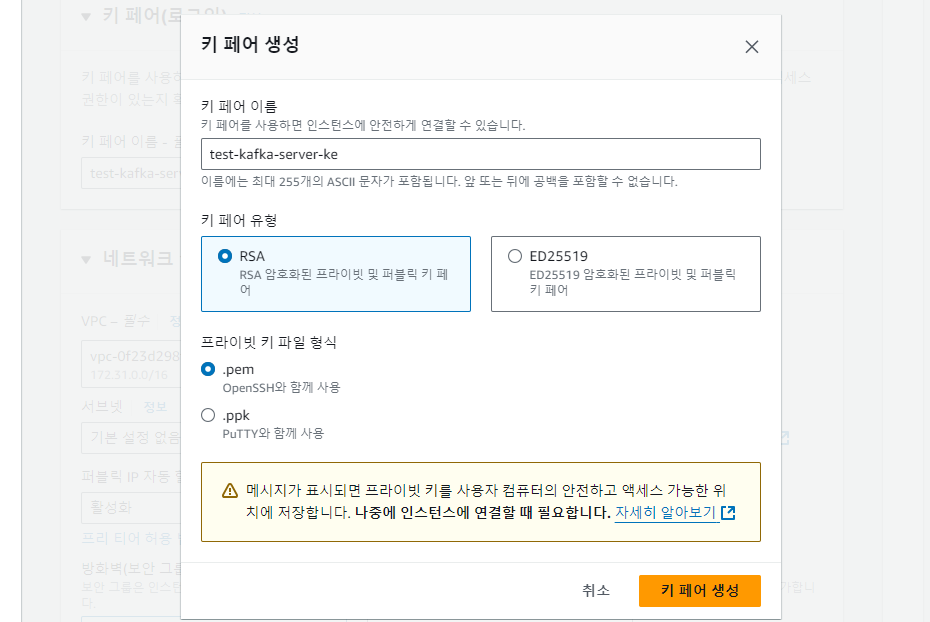 키 페어(로그인)
키 페어 생성
키 페어를 사용하
세스
권한이 있는지 확
키 페어 이름
키 페어를 사용하면 인스턴스에 안전하게 연결할 수 있습니다.
키 페어 이름 -
test-kafka-server-ke
test-kafka-ser
이름에는 최대 255개의 ASCII 문자가 포함됩니다. 앞 또는 뒤에 공백을 포함할 수 없습니다.
키 페어 유형
네트워크
RSA
RSA 암호화된 프라이빗 및 퍼블릭 키 페
어
ED25519
ED25519 암호화된 프라이빗 및 퍼블릭
키 페어
VPC – 필수
프라이빗 키 파일 형식
vpc-0f23d298
172.31.0.0/16
.pem
OpenSSH와 함께 사용
서브넷
정보
.ppk
PuTTY와 함께 사용
기본 설정 없음
퍼블릭 IP 자동 할
활성화
메시지가 표시되면 프라이빗 키를 사용자 컴퓨터의 안전하고 액세스 가능한 위
치에 저장합니다. 나중에 인스턴스에 연결할 때 필요합니다. 자세히 알아보기
프리 티어 허용
방화벽(보안 그룹
보안 그룹은 인스턴
다.
취소
키 페어 생성